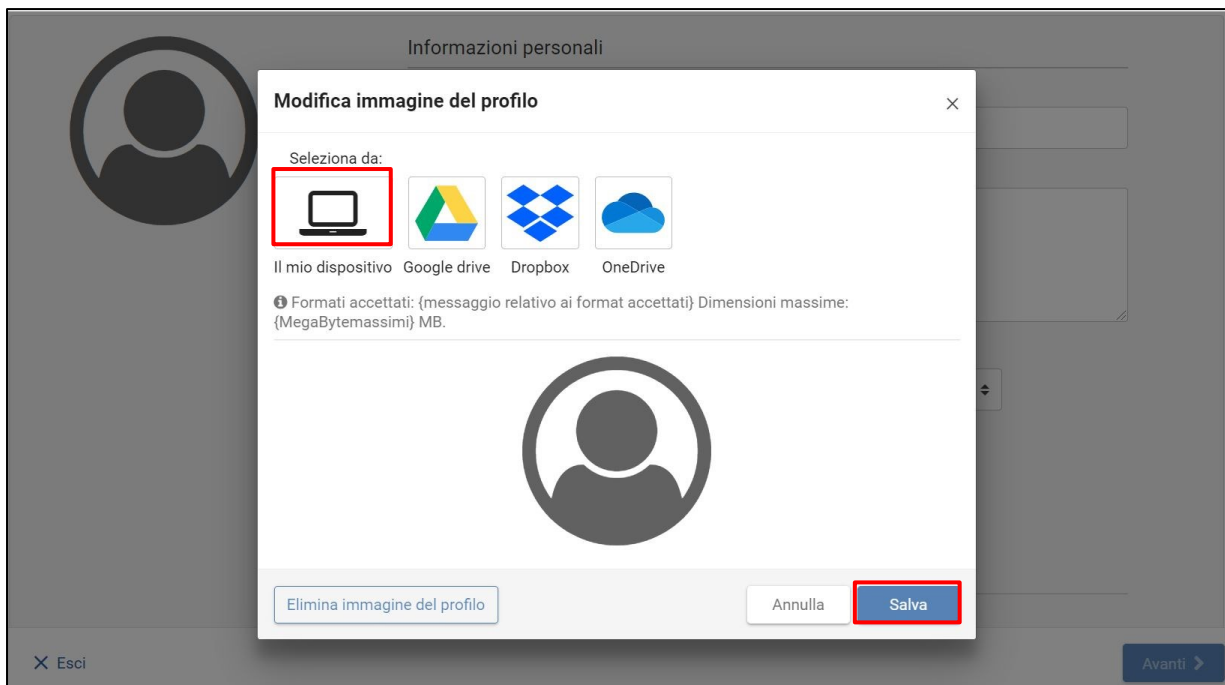 Informazioni personali
Modifica immagine del profilo
Seleziona da:
Il mio dispositivo Google drive Dropbox OneDrive
Formati accettati: {messaggio relativo ai format accettati} Dimensioni massime:
{MegaBytemassimi} MB.
Elimina immagine del profilo Annulla Salva
Esci Avanti